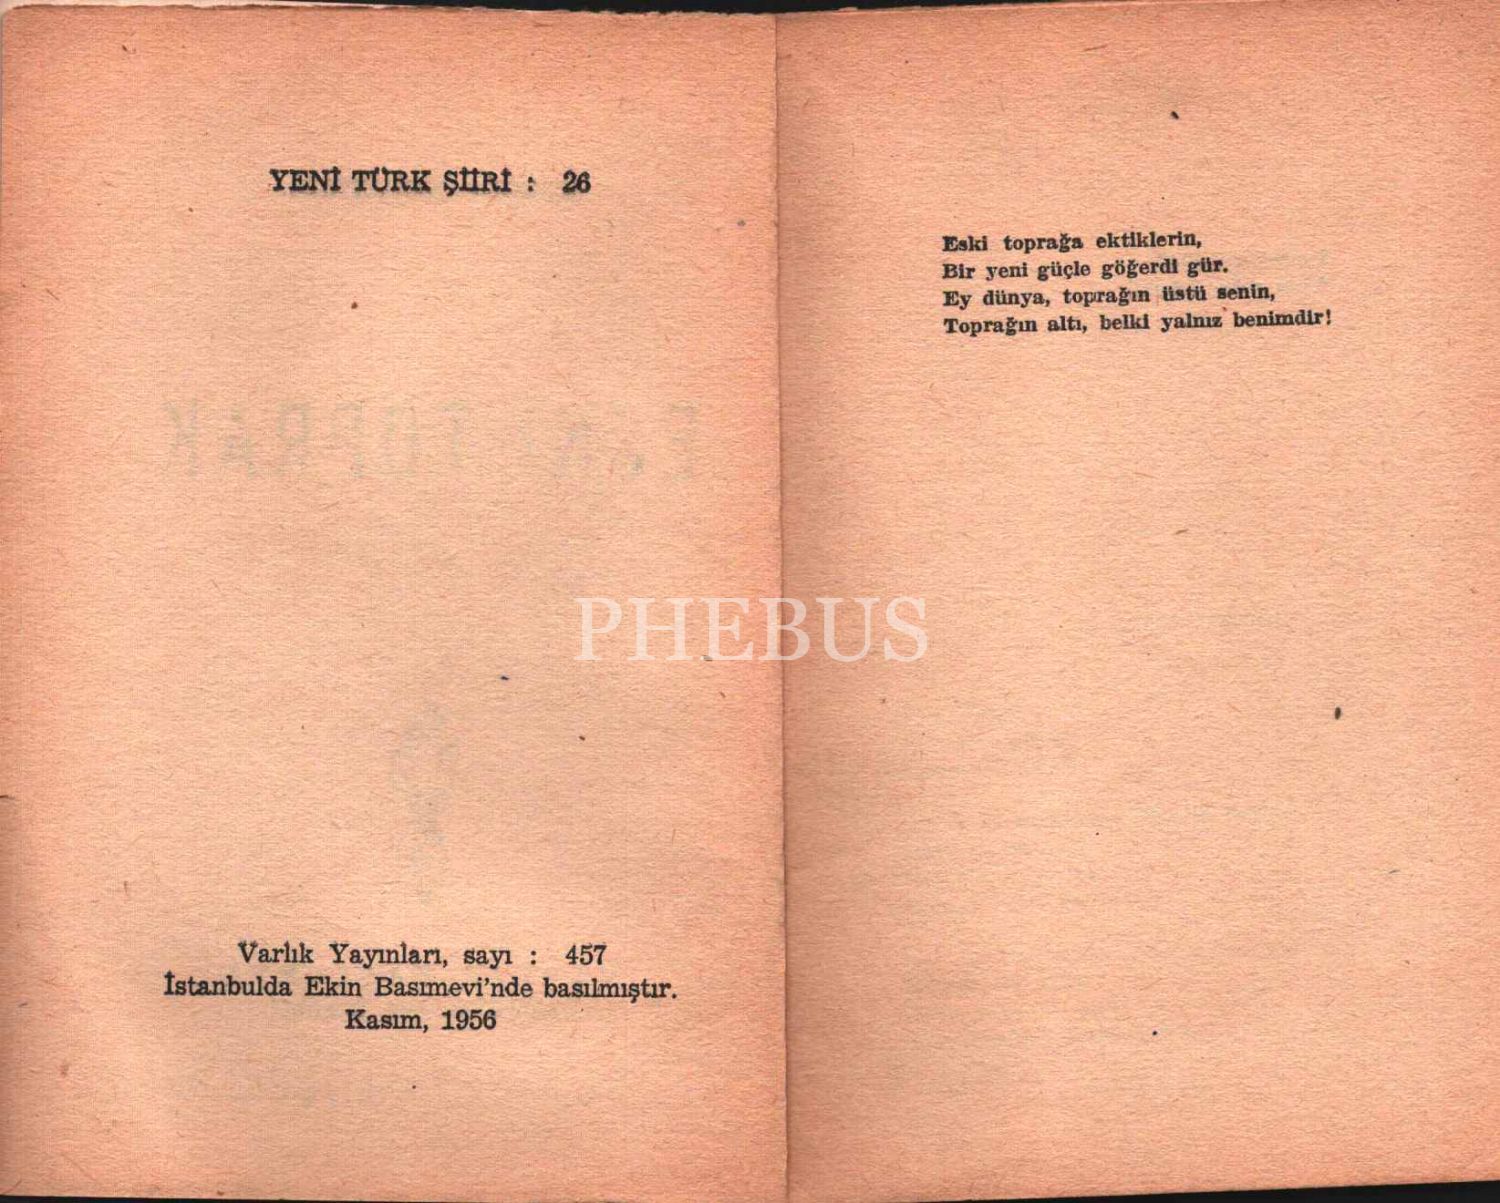 YENİ TÜRK ŞİİRİ : 26
Varlık Yayınları, sayı : 457
İstanbulda Ekin Basımevi'nde basılmıştır.
Kasım, 1956
Eski toprağa ektiklerin,
Bir yeni güçle göğerdi gür.
Ey dünya, toprağın üstü senin,
Toprağın altı, belki yalnız benimdir!
PHEBUS